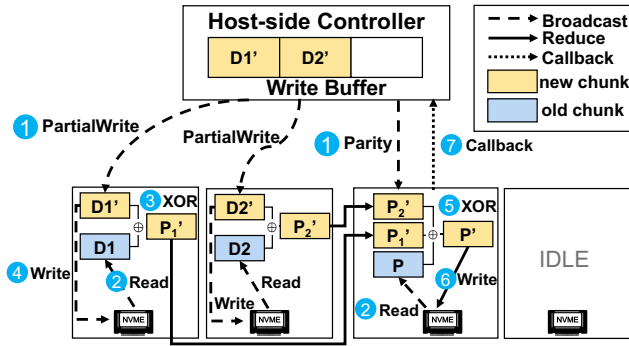 Host-side Controller
D1' D2'
Write Buffer
Broadcast
Reduce
Callback
new chunk
old chunk
1 PartialWrite
PartialWrite
1 Parity
7 Callback
D1'
3 XOR
P₁'
D1
4 Write
2 Read
NVME
D2'
P₂'
D2
Read
Write
NVME
P₂'
5 XOR
P₁'
P'
P
6 Write
2 Read
NVME
IDLE
NVME